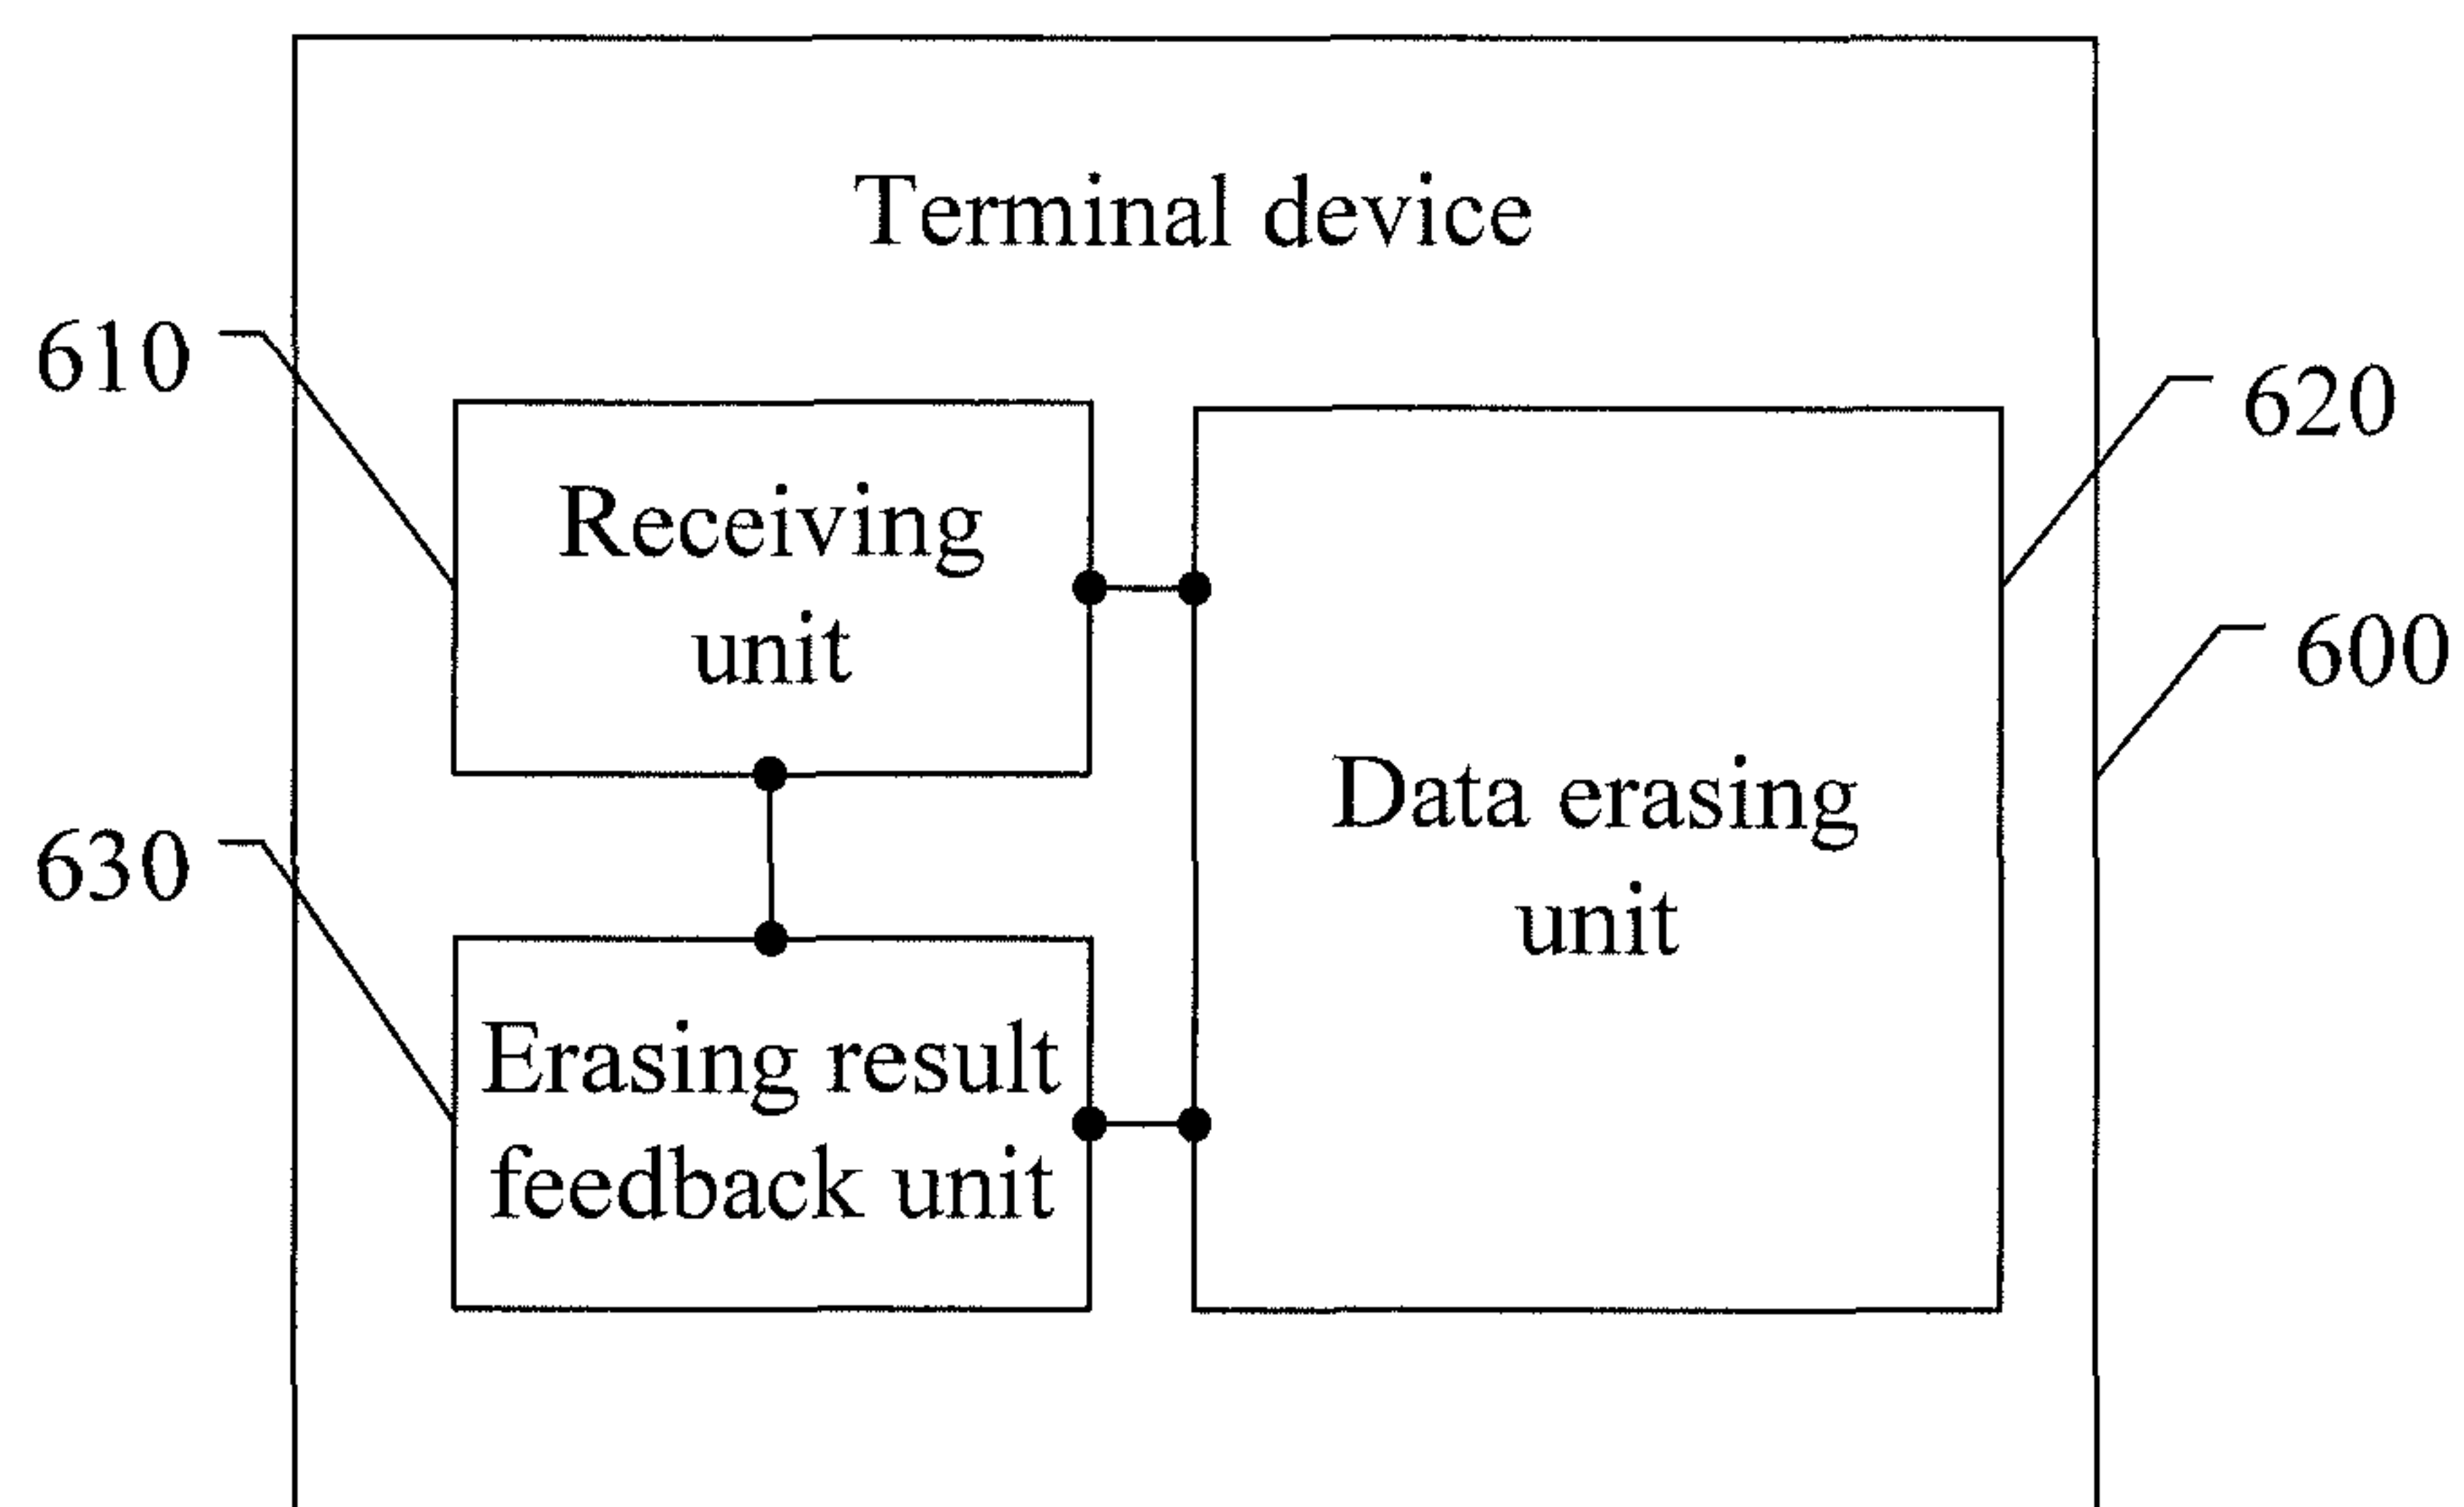 Terminal device
610
620
Receiving
unit
600
Data erasing
unit
630
Erasing result
feedback unit